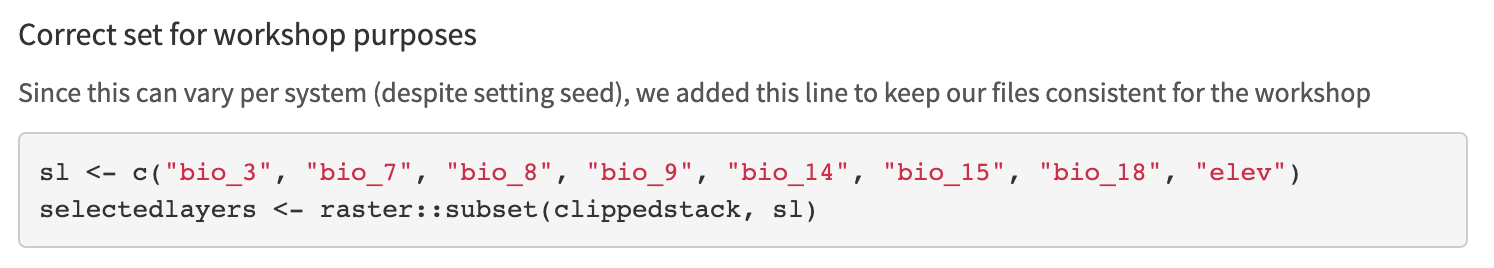 Correct set for workshop purposes
Since this can vary per system (despite setting seed), we added this line to keep our files consistent for the workshop
sl <- c("bio_3", "bio_7", "bio_8", "bio_9", "bio_14", "bio_15", "bio_18", "elev")
selectedlayers <- raster::subset(clippedstack, sl)